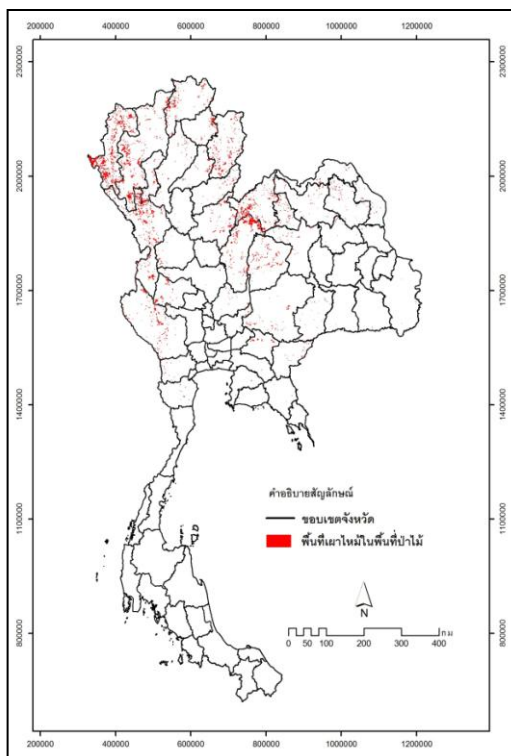 200000 400000 600000 800000 1000000 1200000
2300000 2300000
2000000 2000000
1700000 1700000
1400000 1400000
1100000 1100000
800000 800000
คำอธิบายสัญลักษณ์
ขอบเขตจังหวัด
พื้นที่เผาไหม้ในพื้นที่ป่าไม้
N
0 50 100 200 300 400 กม
200000 400000 600000 800000 1000000 1200000